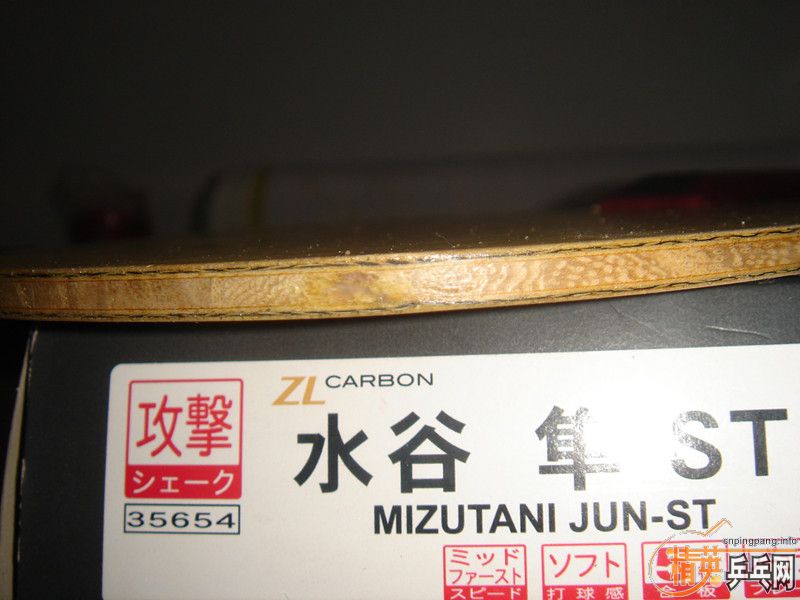 ZL CARBON
攻撃
シェーク
35654
水谷 隼 ST
MIZUTANI JUN-ST
ミッド
ファースト
スピード
ソフト
打球感
cnpingpang.info
精英乒乓网